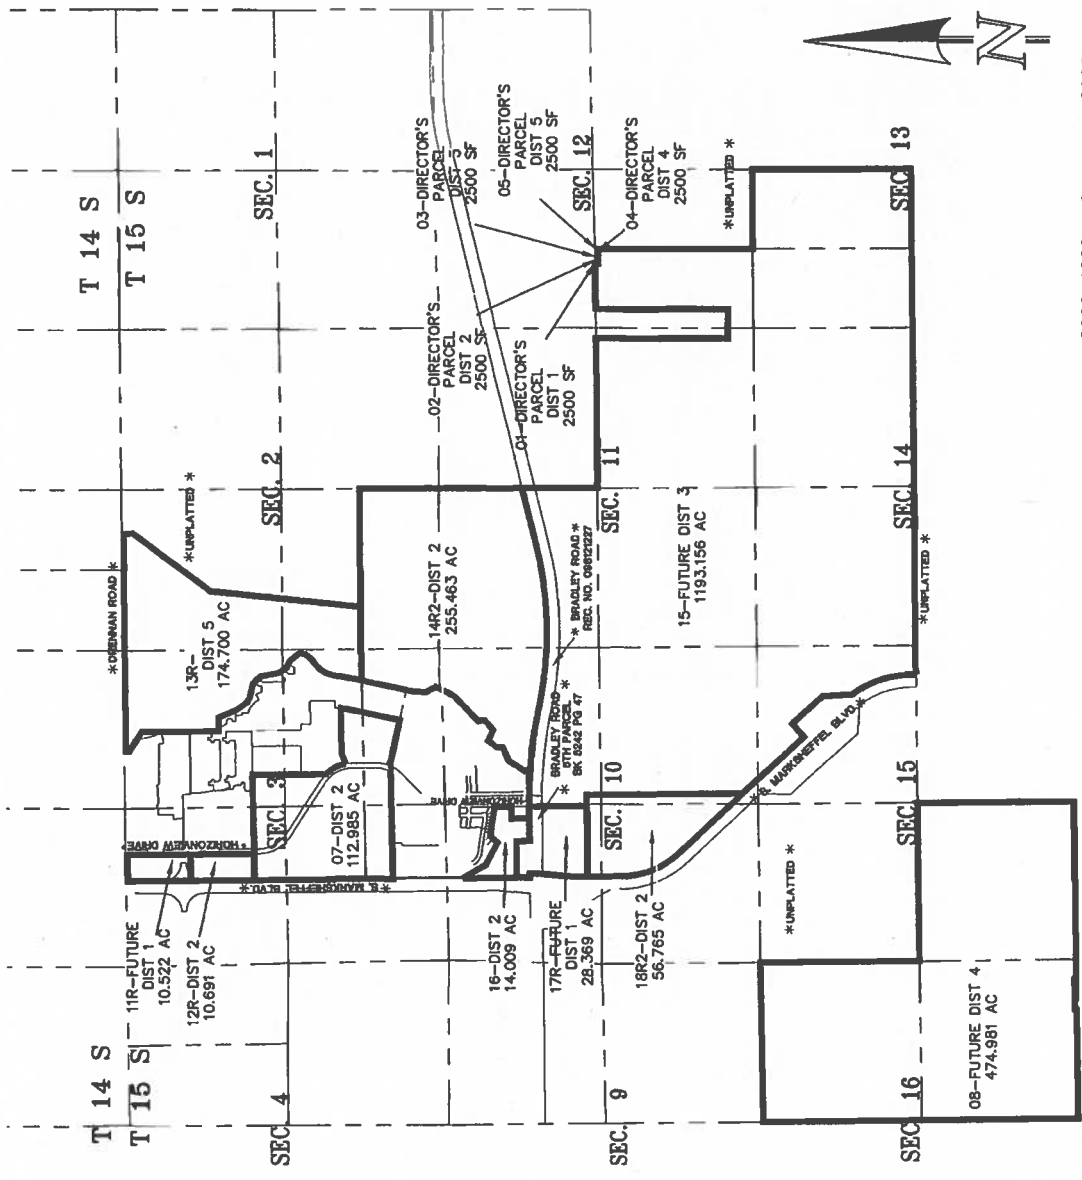 T 14 S
T 15 S
SEC. 1
03-DIRECTOR'S
PARCEL
DIST 3
2500 SF
05-DIRECTOR'S
PARCEL
DIST 5
2500 SF
SEC. 12
04-DIRECTOR'S
PARCEL
DIST 4
2500 SF
*UNPLATTED *
SEC. 13
N
02-DIRECTOR'S
PARCEL
DIST 2
2500 SF
01-DIRECTOR'S
PARCEL
DIST 1
2500 SF
*DRENNAN ROAD *
*UNPLATTED *
SEC. 2
13R-
DIST 5
174.700 AC
14R2-DIST 2
255.463 AC
SEC. 11
* BRADLEY ROAD *
REC. NO. 098121227
15-FUTURE DIST 3
1193.156 AC
SEC. 14
*UNPLATTED *
*HORIZONVIEW DRIVE*
SEC. 3
07-DIST 2
112.985 AC
HORIZONVIEW DRIVE
* BRADLEY ROAD *
5TH PARCEL
BK 5242 PG 47
SEC. 10
* S. MARKSHEFFEL BLVD.*
SEC. 15
*S. MARKSHEFFEL BLVD.*
11R-FUTURE
DIST 1
10.522 AC
12R-DIST 2
10.691 AC
16-DIST 2
14.009 AC
17R-FUTURE
DIST 1
28.369 AC
18R2-DIST 2
56.765 AC
*UNPLATTED *
T 14 S
T 15 S
SEC. 4
SEC. 9
SEC. 16
08-FUTURE DIST 4
474.981 AC